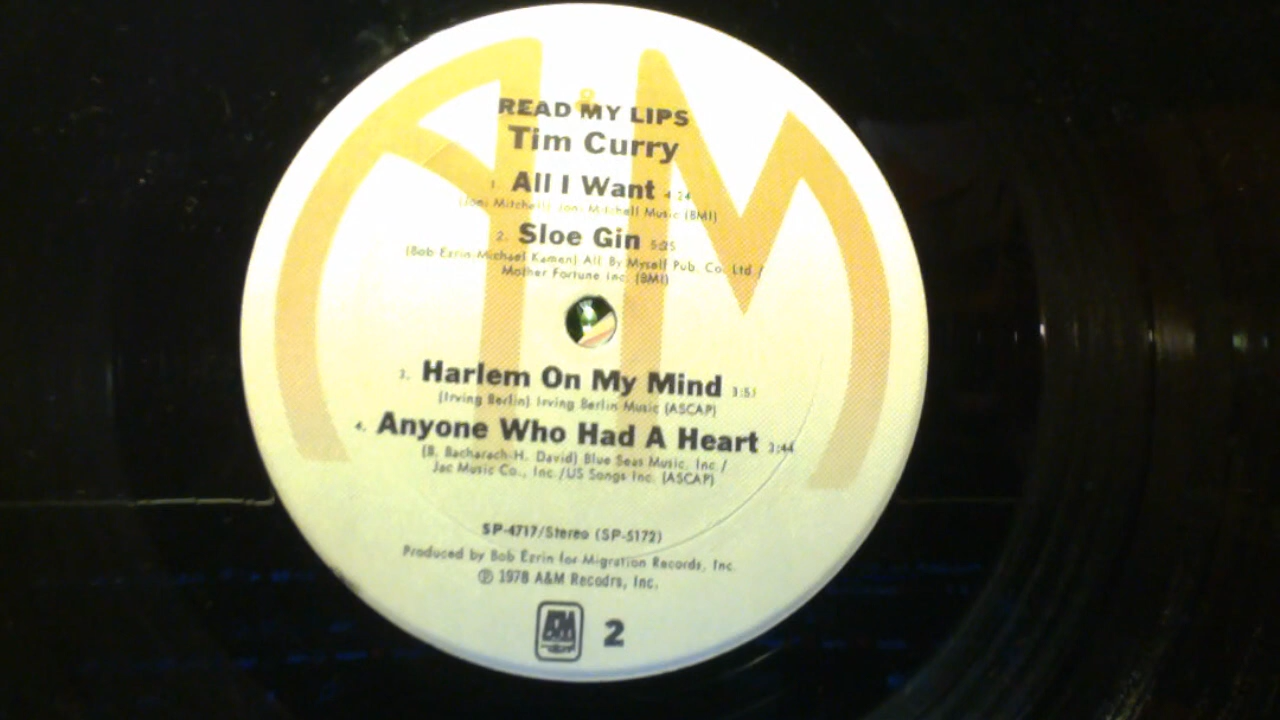 READ MY LIPS
Tim Curry
1. All I Want 4:24
(Joni Mitchell) Joni Mitchell Music (BMI)
2. Sloe Gin 5:25
(Bob Ezrin-Michael Kamen) All By Myself Pub. Co. Ltd./
Mother Fortune Inc. (BMI)
3. Harlem On My Mind 3:51
(Irving Berlin) Irving Berlin Music (ASCAP)
4. Anyone Who Had A Heart 3:44
(B. Bacharach-H. David) Blue Seas Music, Inc./
Jac Music Co., Inc./US Songs Inc. (ASCAP)
SP-4717/Stereo (SP-5172)
Produced by Bob Ezrin for Migration Records, Inc.
℗ 1978 A&M Recodrs, Inc.
2